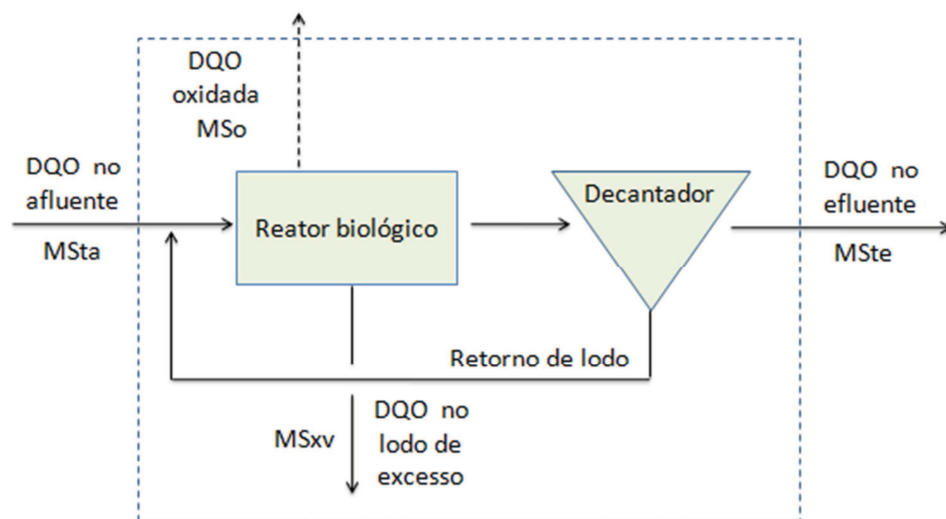 DQO
oxidada
MSo
DQO no
afluente
MSta
Reator biológico
Decantador
DQO no
efluente
MSte
Retorno de lodo
MSxv
DQO no
lodo de
excesso